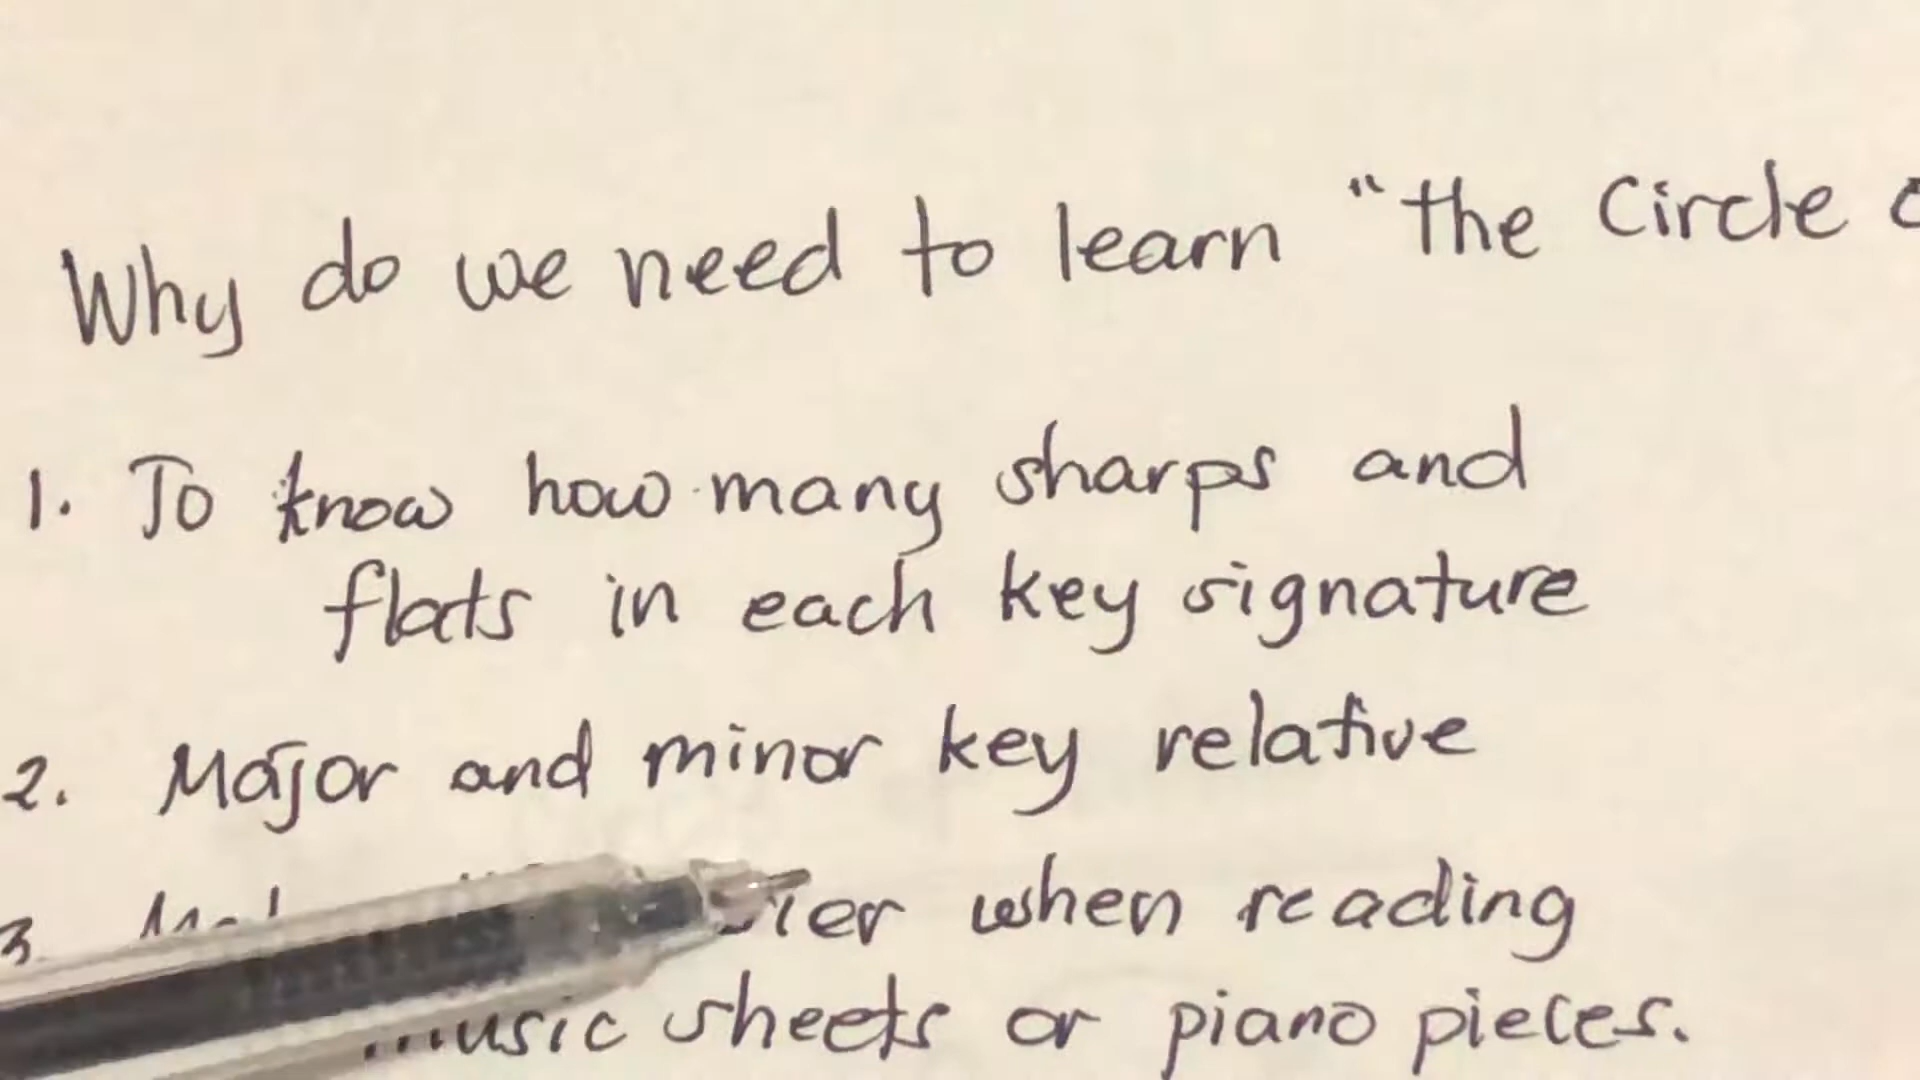 Why do we need to learn "the Circle
1. To know how many sharps and
flats in each key signature
2. Major and minor key relative
3. when reading
music sheets or piano pieces.